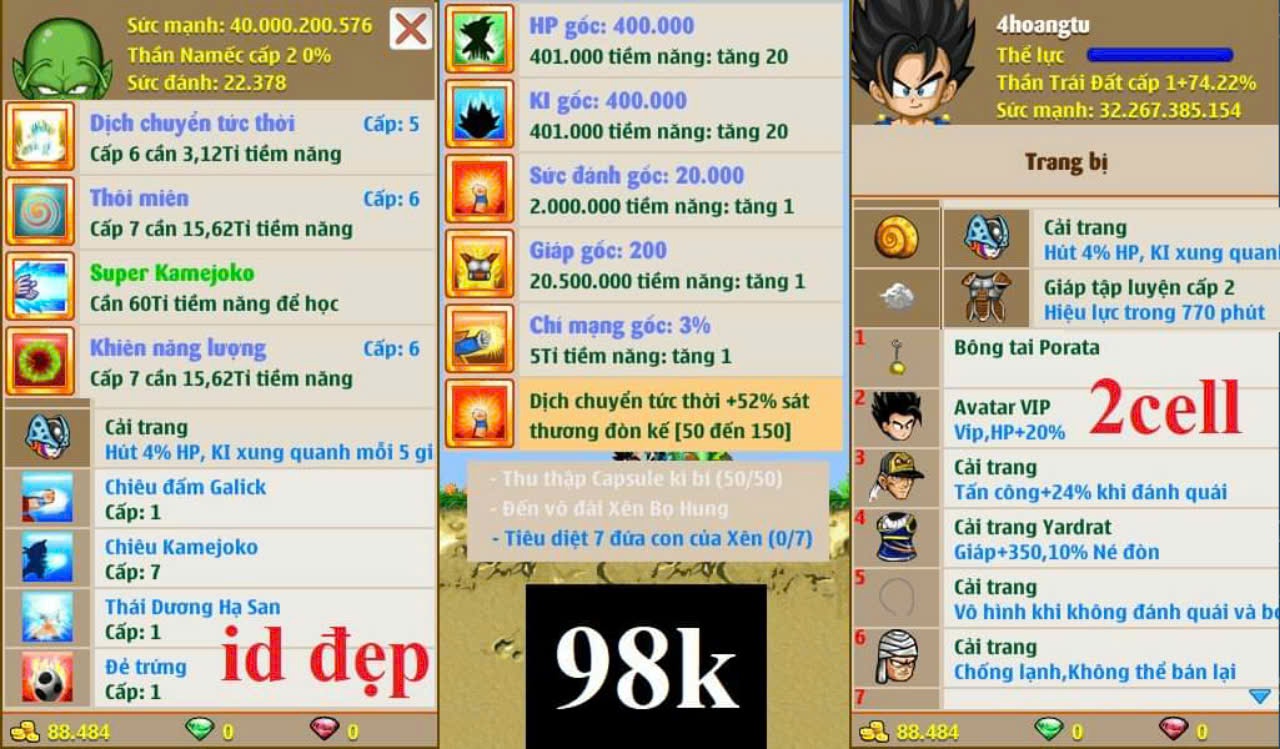 Sức mạnh: 40.000.200.576
Thần Namếc cấp 2 0%
Sức đánh: 22.378
Dịch chuyển tức thời Cấp: 5
Cấp 6 cần 3,12Tỉ tiềm năng
Thôi miên Cấp: 6
Cấp 7 cần 15,62Tỉ tiềm năng
Super Kamejoko
Cần 60Tỉ tiềm năng để học
Khiên năng lượng Cấp: 6
Cấp 7 cần 15,62Tỉ tiềm năng
Cải trang
Hút 4% HP, KI xung quanh mỗi 5 gi
Chiêu đấm Galick
Cấp: 1
Chiêu Kamejoko
Cấp: 7
Thái Dương Hạ San
Cấp: 1
Đẻ trứng
Cấp: 1
id đẹp
88.484 0 0
HP gốc: 400.000
401.000 tiềm năng: tăng 20
KI gốc: 400.000
401.000 tiềm năng: tăng 20
Sức đánh gốc: 20.000
2.000.000 tiềm năng: tăng 1
Giáp gốc: 200
20.500.000 tiềm năng: tăng 1
Chí mạng gốc: 3%
5Tỉ tiềm năng: tăng 1
Dịch chuyển tức thời +52% sát
thương đòn kế [50 đến 150]
- Thu thập Capsule kì bí (50/50)
- Đến võ đài Xên Bọ Hung
- Tiêu diệt 7 đứa con của Xên (0/7)
98k
4hoangtu
Thể lực
Thần Trái Đất cấp 1+74.22%
Sức mạnh: 32.267.385.154
Trang bị
Cải trang
Hút 4% HP, KI xung quan
Giáp tập luyện cấp 2
Hiệu lực trong 770 phút
1
Bông tai Porata
2
Avatar VIP
Vip,HP+20%
2cell
3
Cải trang
Tấn công+24% khi đánh quái
4
Cải trang Yardrat
Giáp+350,10% Né đòn
5
Cải trang
Vô hình khi không đánh quái và bo
6
Cải trang
Chống lạnh,Không thể bán lại
7
88.484 0 0